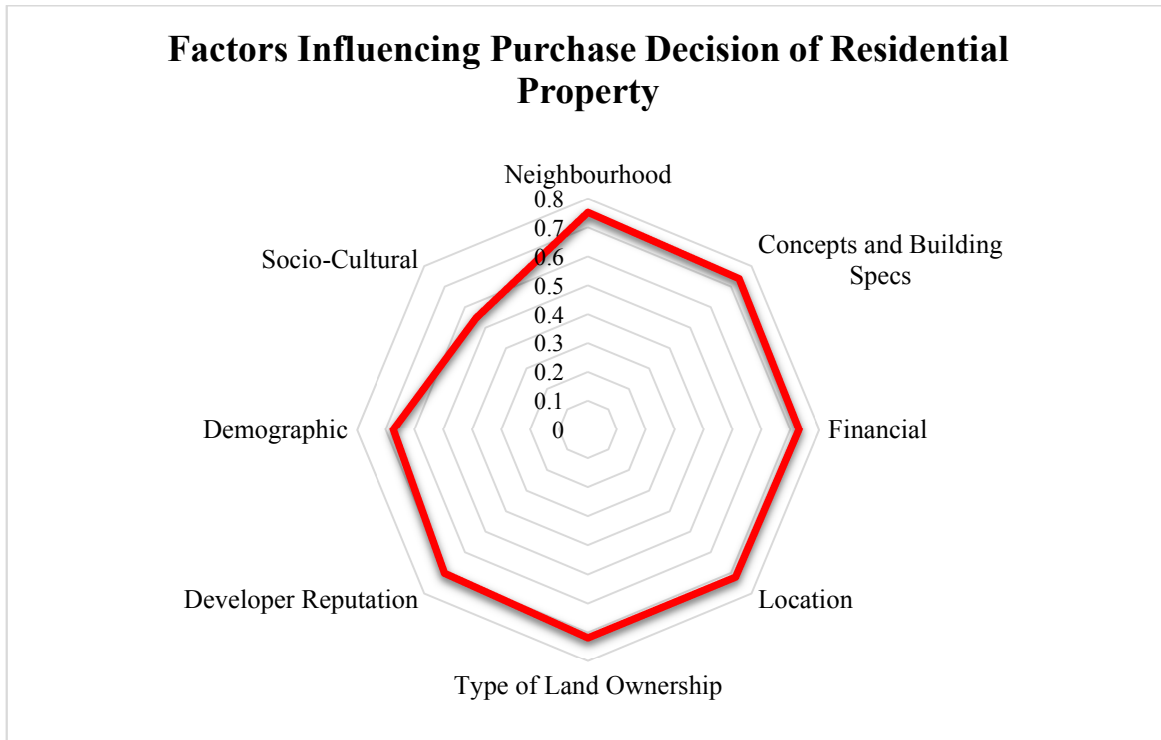 Factors Influencing Purchase Decision of Residential
Property
Neighbourhood
Concepts and Building
Specs
Financial
Location
Type of Land Ownership
Developer Reputation
Demographic
Socio-Cultural
0.8
0.7
0.6
0.5
0.4
0.3
0.2
0.1
0